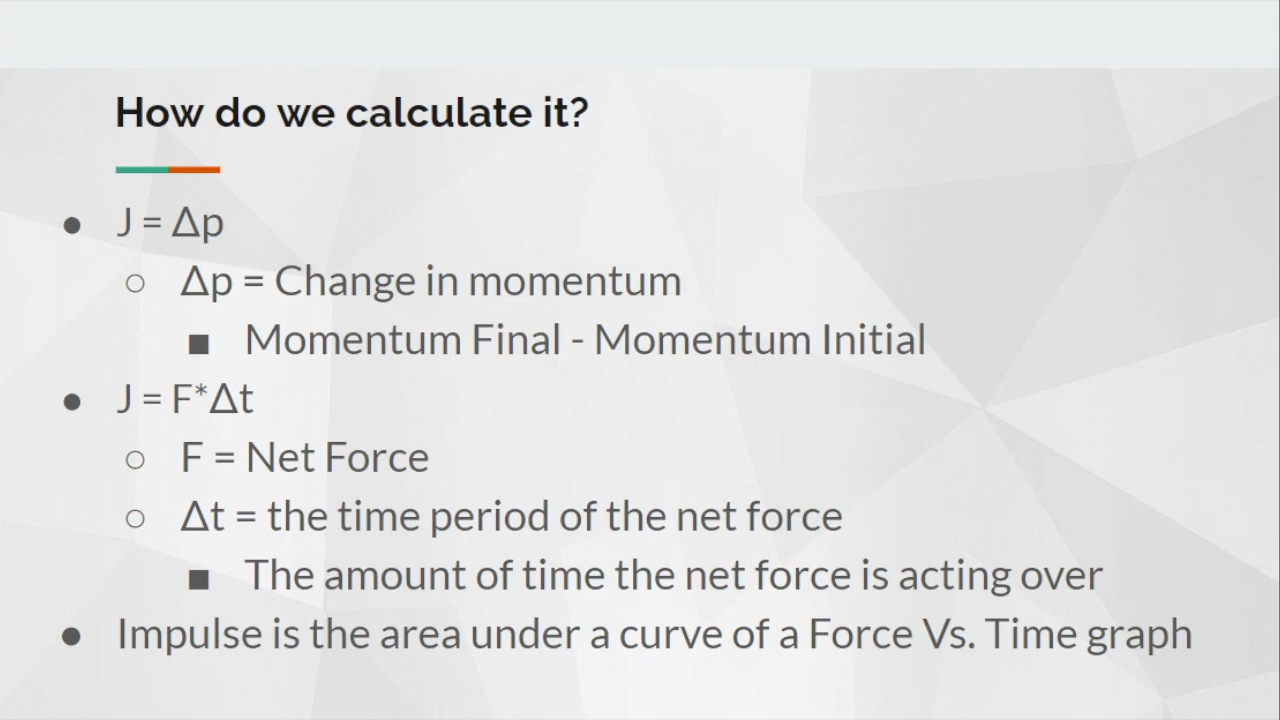 How do we calculate it?
● J = Δp
○ Δp = Change in momentum
■ Momentum Final - Momentum Initial
● J = F*Δt
○ F = Net Force
○ Δt = the time period of the net force
■ The amount of time the net force is acting over
● Impulse is the area under a curve of a Force Vs. Time graph